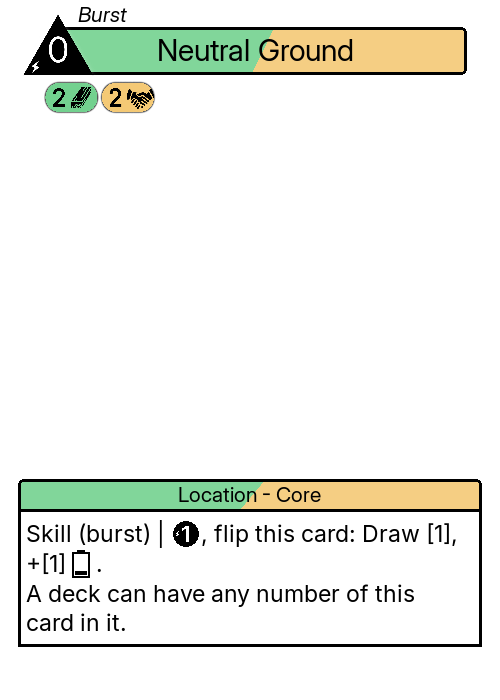 Burst
0
Neutral Ground
2 2
Location - Core
Skill (burst) | 1, flip this card: Draw [1],
+[1] .
A deck can have any number of this
card in it.